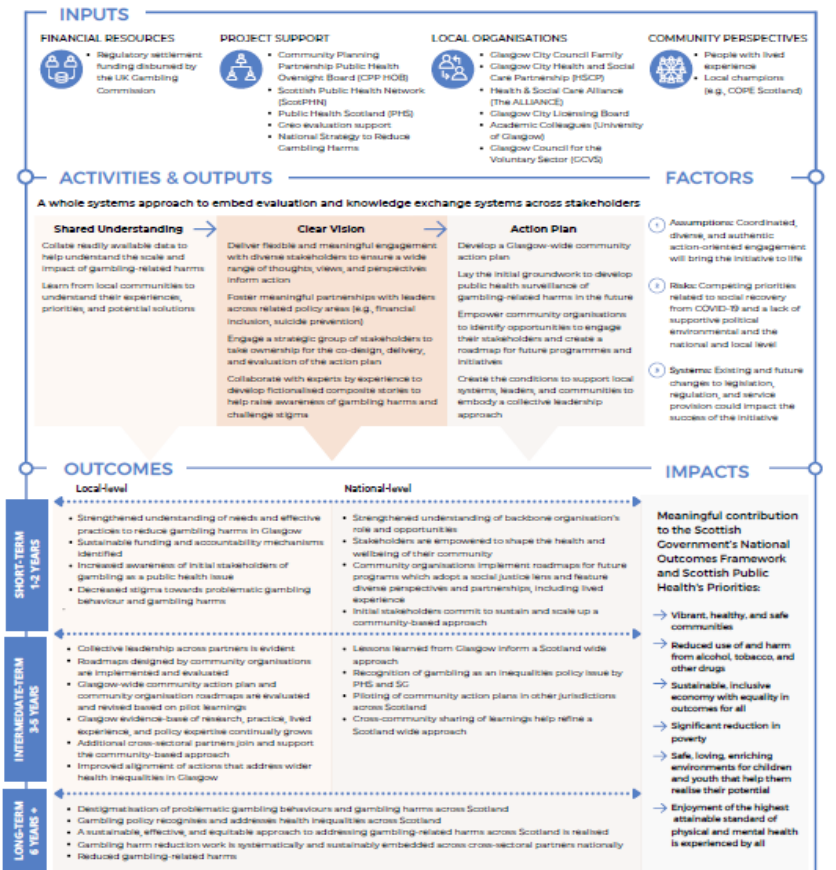 INPUTS
FINANCIAL RESOURCES
Regulatory settlement
funding disbursed by
the UK Gambling
Commission
PROJECT SUPPORT
Community Planning
Partnership Public Health
Oversight Board (CPP HOB)
Scottish Public Health Network
(ScotPHN)
Public Health Scotland (PHS)
Greo evaluation support
National Strategy to Reduce
Gambling Harms
LOCAL ORGANISATIONS
Glasgow City Council Family
Glasgow City Health and Social
Care Partnership (HSCP)
Health & Social Care Alliance
(The ALLIANCE)
Glasgow City Licensing Board
Academic Colleagues (University
of Glasgow)
Glasgow Council for the
Voluntary Sector (GCVS)
COMMUNITY PERSPECTIVES
People with lived
experience
Local champions
(e.g., COPE Scotland)
ACTIVITIES & OUTPUTS
A whole systems approach to embed evaluation and knowledge exchange systems across stakeholders
Shared Understanding
Collate readily available data to
help understand the scale and
impact of gambling-related harms
Learn from local communities to
understand their experiences,
priorities, and potential solutions
Clear Vision
Deliver flexible and meaningful engagement
with diverse stakeholders to ensure a wide
range of thoughts, views, and perspectives
inform action
Foster meaningful partnerships with leaders
across related policy areas (e.g., financial
inclusion, suicide prevention)
Engage a strategic group of stakeholders to
take ownership for the co-design, delivery,
and evaluation of the action plan
Collaborate with experts by experience to
develop fictionalised composite stories to
help raise awareness of gambling harms and
challenge stigma
Action Plan
Develop a Glasgow-wide community
action plan
Lay the initial groundwork to develop
public health surveillance of
gambling-related harms in the future
Empower community organisations
to identify opportunities to engage
their stakeholders and create a
roadmap for future programmes and
initiatives
Create the conditions to support local
systems, leaders, and communities to
embody a collective leadership
approach
FACTORS
1 Assumptions: Coordinated,
diverse, and authentic
action-oriented engagement
will bring the initiative to life
2 Risks: Competing priorities
related to social recovery
from COVID-19 and a lack of
supportive political
environmental and the
national and local level
3 Systems: Existing and future
changes to legislation,
regulation, and service
provision could impact the
success of the initiative
OUTCOMES
Local-level
National-level
SHORT-TERM
1-2 YEARS
Strengthened understanding of needs and effective
practices to reduce gambling harms in Glasgow
Sustainable funding and accountability mechanisms
identified
Increased awareness of initial stakeholders of
gambling as a public health issue
Decreased stigma towards problematic gambling
behaviour and gambling harms
Strengthened understanding of backbone organisation's
role and opportunities
Stakeholders are empowered to shape the health and
wellbeing of their community
Community organisations implement roadmaps for future
programs which adopt a social justice lens and feature
diverse perspectives and partnerships, including lived
experience
Initial stakeholders commit to sustain and scale up a
community-based approach
INTERMEDIATE-TERM
3-5 YEARS
Collective leadership across partners is evident
Roadmaps designed by community organisations
are implemented and evaluated
Glasgow-wide community action plan and
community organisation roadmaps are evaluated
and revised based on pilot learnings
Glasgow evidence-base of research, practice, lived
experience, and policy expertise continually grows
Additional cross-sectoral partners join and support
the community-based approach
Improved alignment of actions that address wider
health inequalities in Glasgow
Lessons learned from Glasgow inform a Scotland wide
approach
Recognition of gambling as an inequalities policy issue by
PHS and SG
Piloting of community action plans in other jurisdictions
across Scotland
Cross-community sharing of learnings help refine a
Scotland wide approach
LONG-TERM
6 YEARS +
Destigmatisation of problematic gambling behaviours and gambling harms across Scotland
Gambling policy recognises and addresses health inequalities across Scotland
A sustainable, effective, and equitable approach to addressing gambling-related harms across Scotland is realised
Gambling harm reduction work is systematically and sustainably embedded across cross-sectoral partners nationally
Reduced gambling-related harms
IMPACTS
Meaningful contribution
to the Scottish
Government's National
Outcomes Framework
and Scottish Public
Health's Priorities:
Vibrant, healthy, and safe
communities
Reduced use of and harm
from alcohol, tobacco, and
other drugs
Sustainable, inclusive
economy with equality in
outcomes for all
Significant reduction in
poverty
Safe, loving, enriching
environments for children
and youth that help them
realise their potential
Enjoyment of the highest
attainable standard of
physical and mental health
is experienced by all